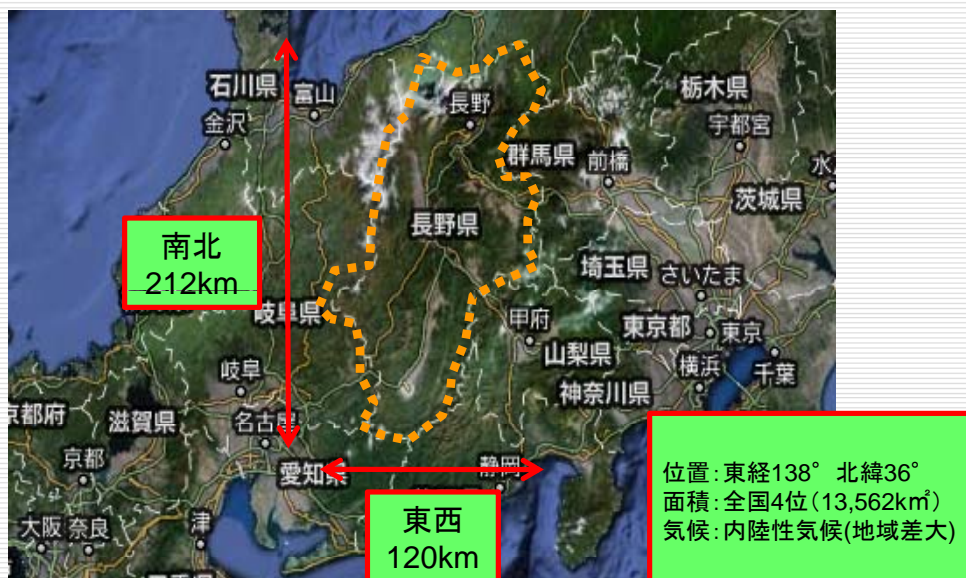 石川県
富山
金沢
長野
栃木県
宇都宮
群馬県
前橋
茨城県
長野県
南北
212km
埼玉県
さいたま
岐阜県
甲府
東京都
東京
山梨県
横浜
千葉
神奈川県
岐阜
京都府
滋賀県
名古屋
京都
愛知県
静岡
大阪
奈良
津
東西
120km
位置:東経138° 北緯36°
面積:全国4位(13,562k㎡)
気候:内陸性気候(地域差大)